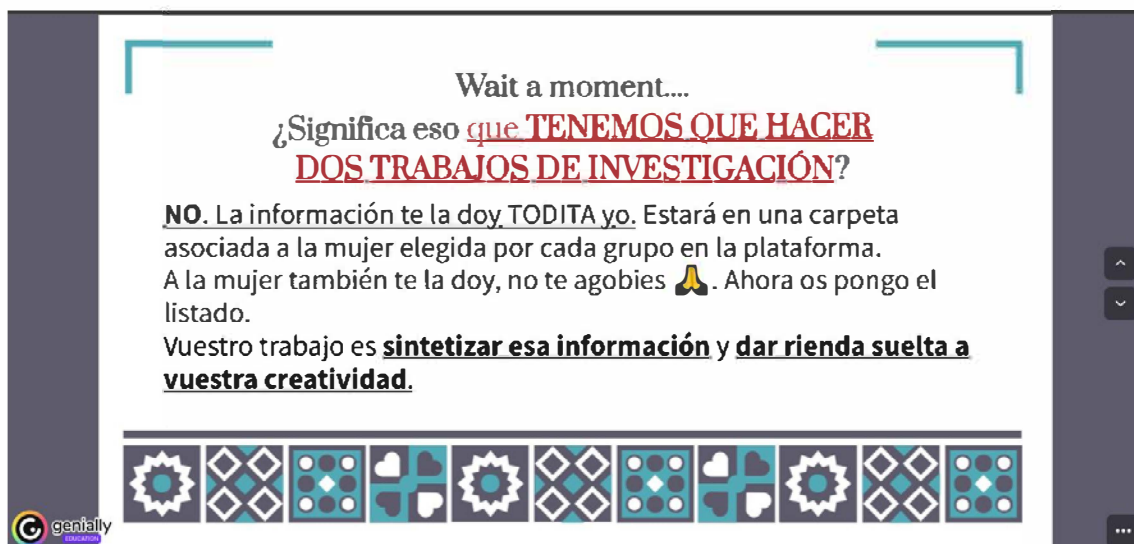 Wait a moment....
¿Significa eso que TENEMOS QUE HACER
DOS TRABAJOS DE INVESTIGACIÓN?
NO. La información te la doy TODITA yo. Estará en una carpeta
asociada a la mujer elegida por cada grupo en la plataforma.
A la mujer también te la doy, no te agobies 🙏. Ahora os pongo el
listado.
Vuestro trabajo es sintetizar esa información y dar rienda suelta a
vuestra creatividad.
genially
EDUCATION